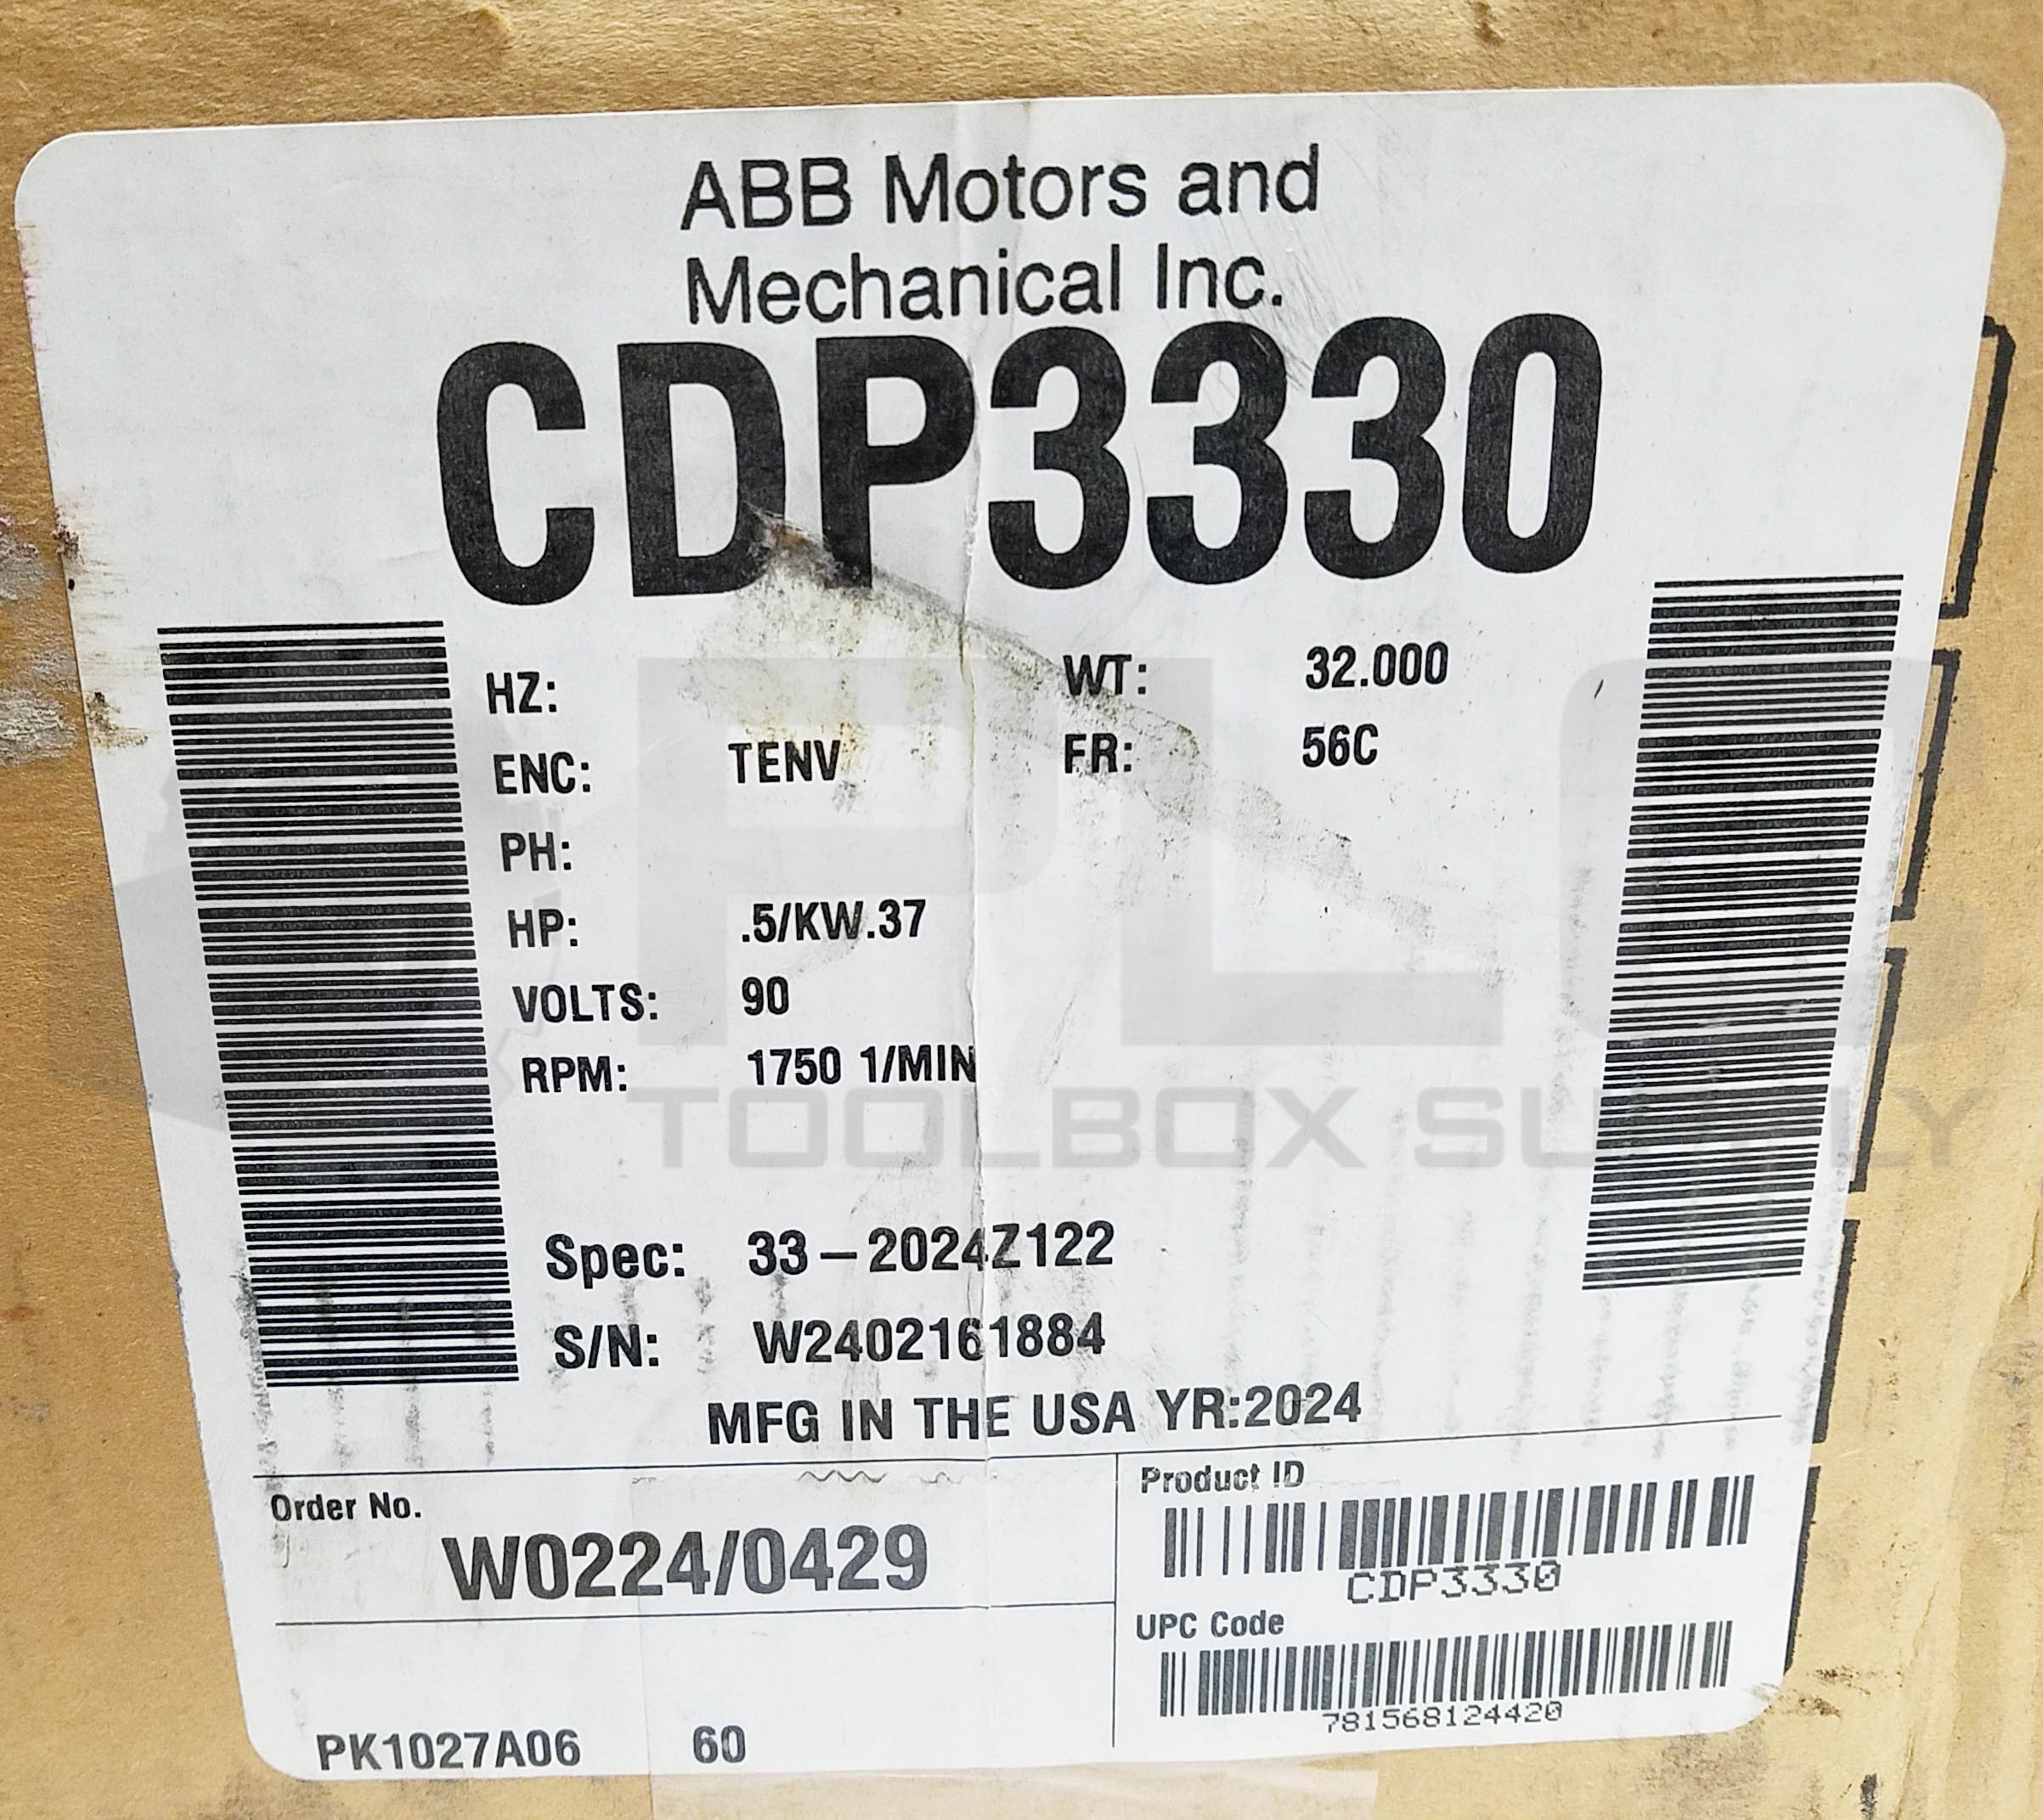 ABB Motors and
Mechanical Inc.
CDP3330
HZ: WT: 32.000
ENC: TENV FR: 56C
PH:
HP: .5/KW.37
VOLTS: 90
RPM: 1750 1/MIN
PLC
TOOLBOX SUPPLY
Spec: 33-2024Z122
S/N: W2402161884
MFG IN THE USA YR:2024
Order No.
W0224/0429
Product ID
CDP3330
UPC Code
781568124420
PK1027A06 60